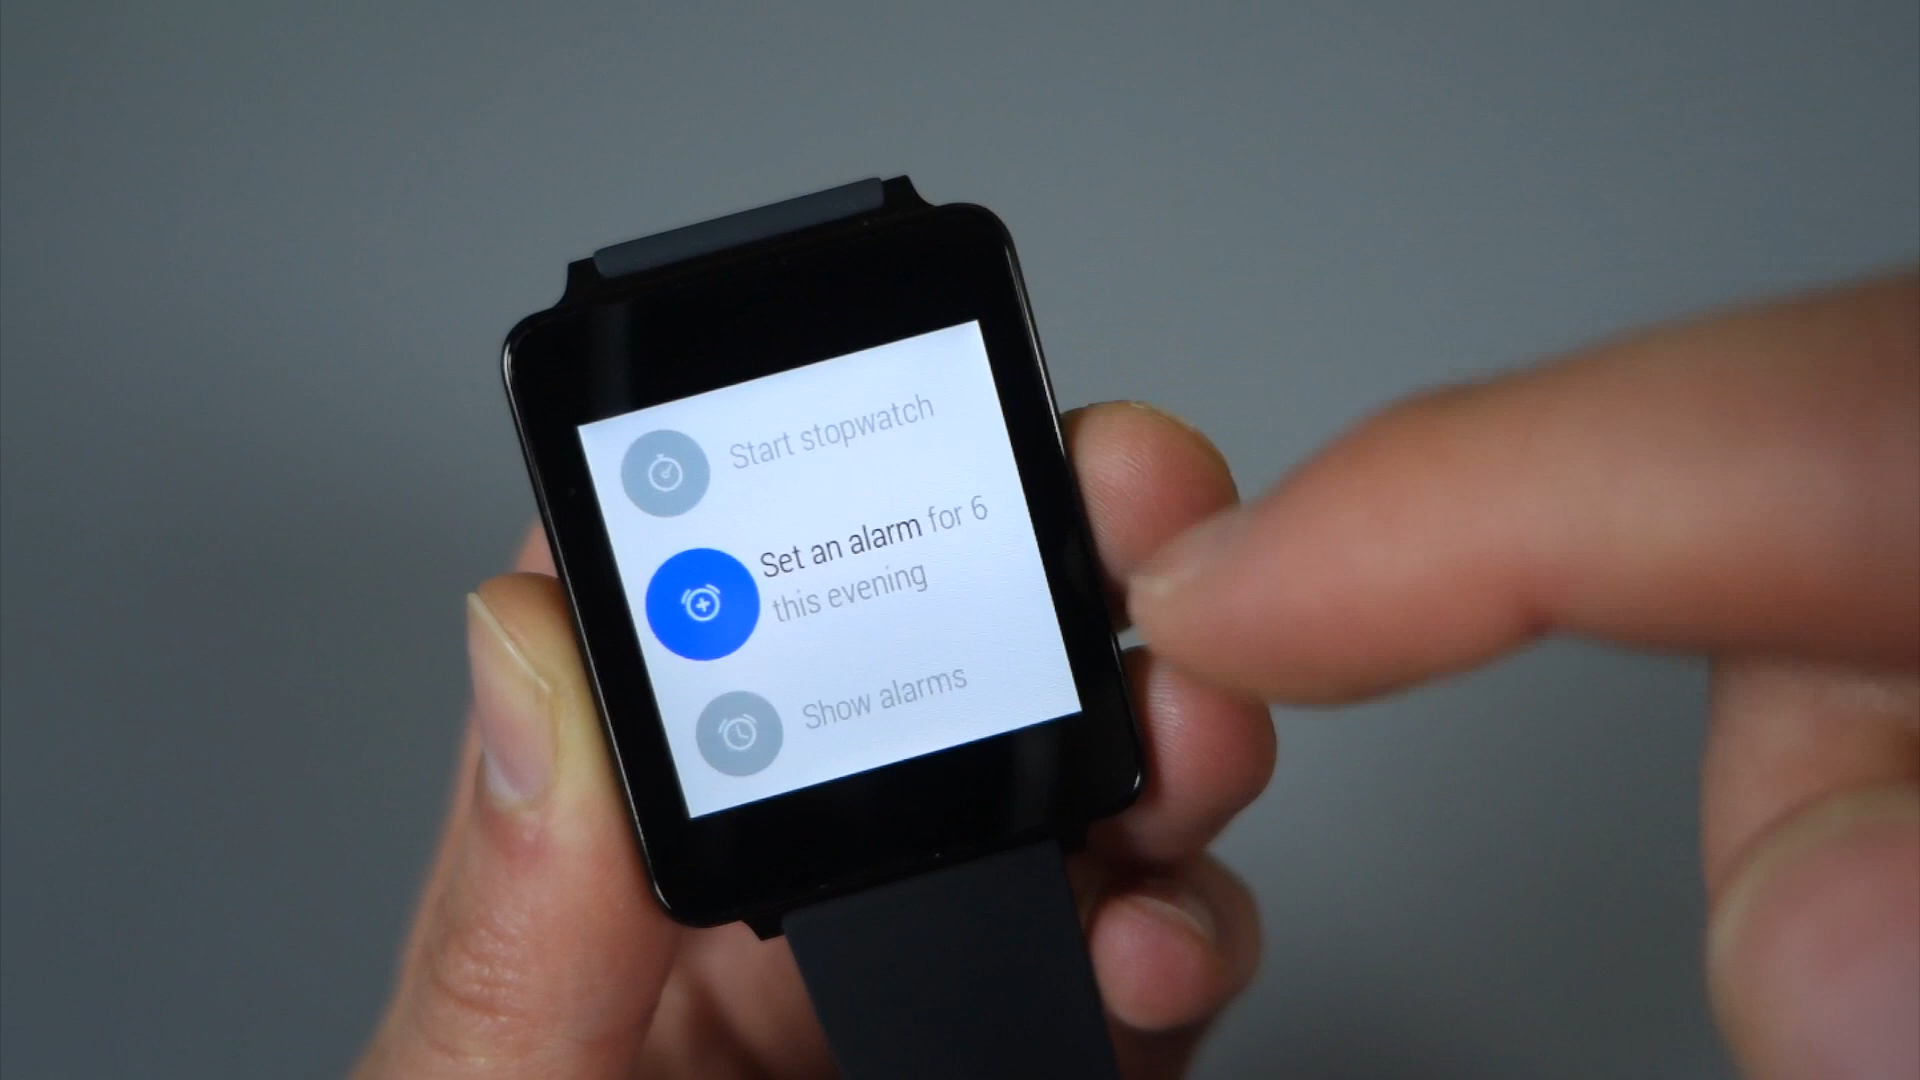 Start stopwatch
Set an alarm for 6
this evening
Show alarms